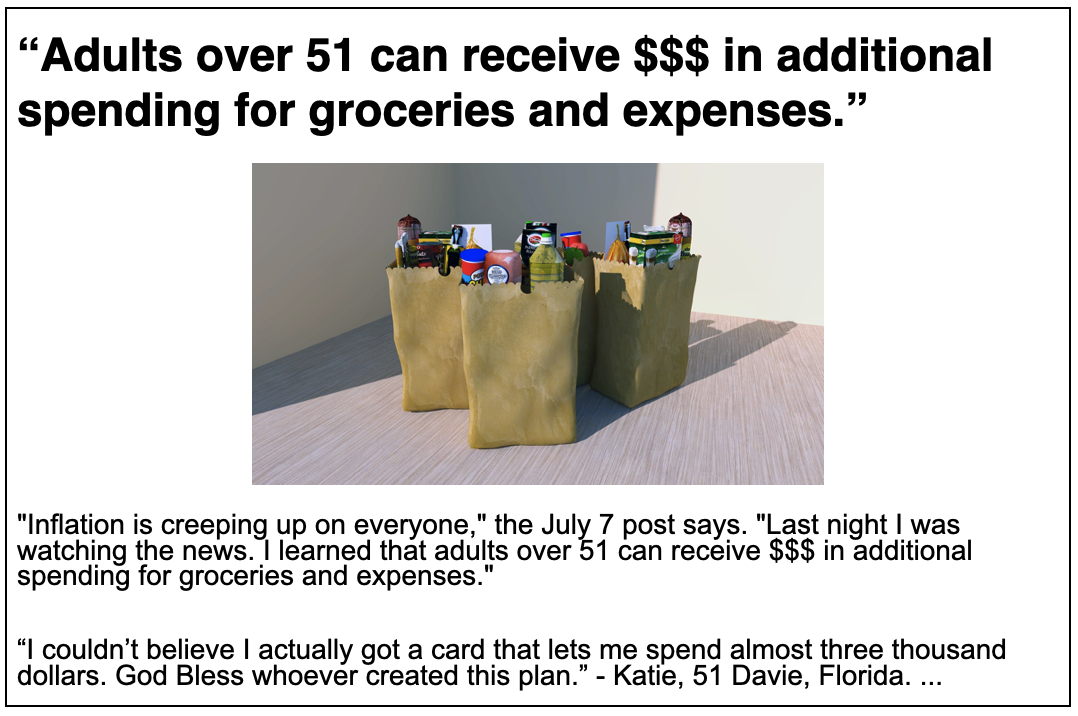 “Adults over 51 can receive $$$ in additional
spending for groceries and expenses.”
"Inflation is creeping up on everyone," the July 7 post says. "Last night I was
watching the news. I learned that adults over 51 can receive $$$ in additional
spending for groceries and expenses."
“I couldn’t believe I actually got a card that lets me spend almost three thousand
dollars. God Bless whoever created this plan.” - Katie, 51 Davie, Florida. ...